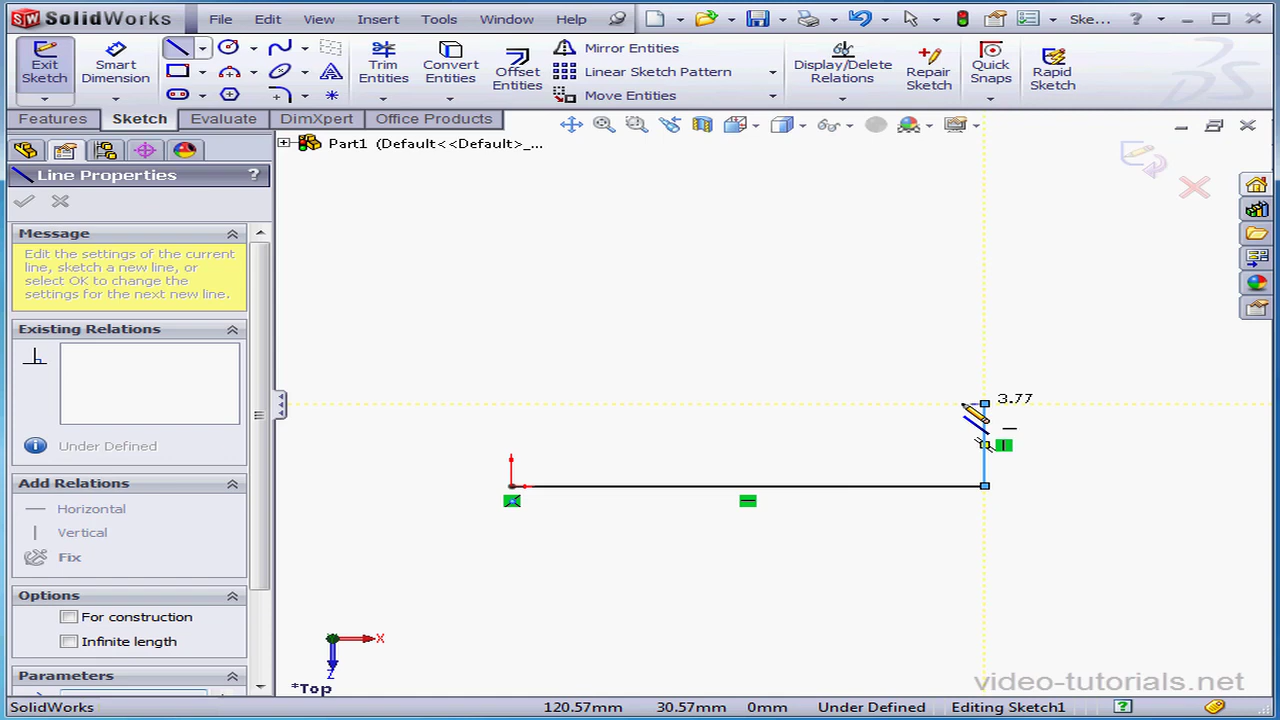 SolidWorks File Edit View Insert Tools Window Help Ske... ?
Exit Sketch
Smart Dimension
Trim Entities
Convert Entities
Offset Entities
Mirror Entities
Linear Sketch Pattern
Move Entities
Display/Delete Relations
Repair Sketch
Quick Snaps
Rapid Sketch
Features Sketch Evaluate DimXpert Office Products
Part1 (Default<<Default>_...
Line Properties ?
Message
Edit the settings of the current
line, sketch a new line, or
select OK to change the
settings for the next new line.
Existing Relations
Under Defined
Add Relations
Horizontal
Vertical
Fix
Options
For construction
Infinite length
Parameters
3.77
X
Z
*Top
video-tutorials.net
SolidWorks 120.57mm 30.57mm 0mm Under Defined Editing Sketch1 ?